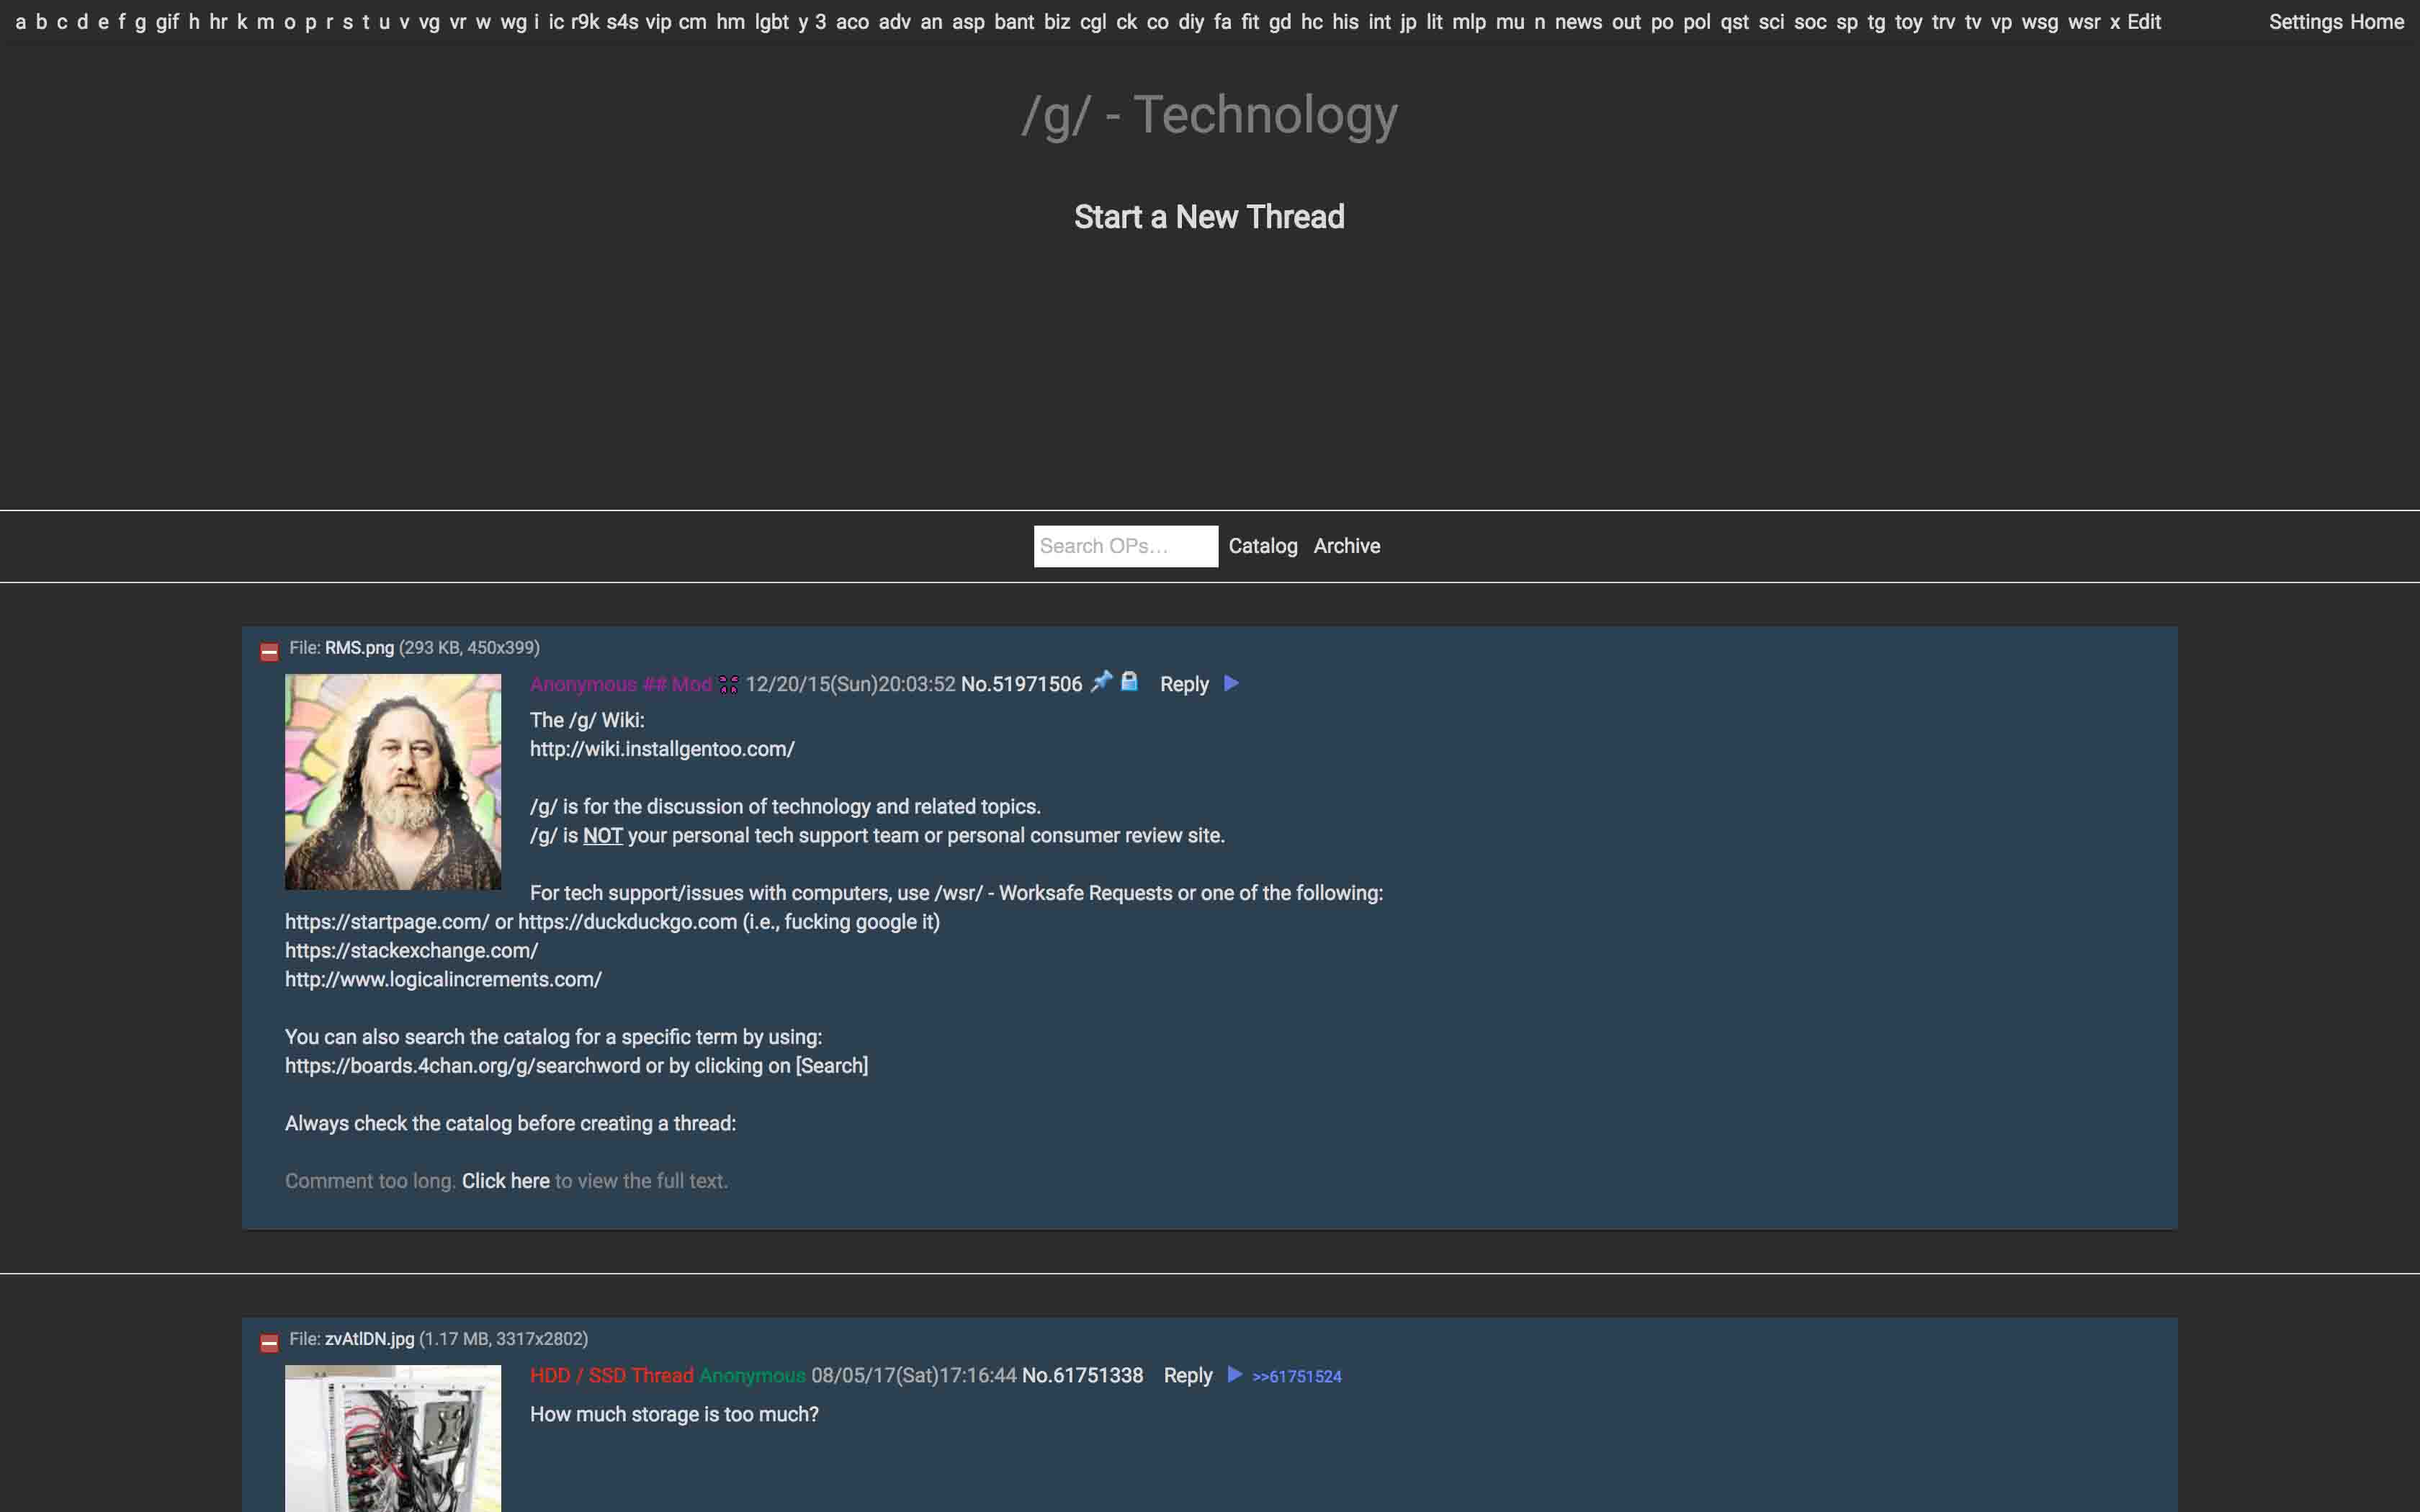 a b c d e f g gif h hr k m o p r s t u v vg vr w wg i ic r9k s4s vip cm hm lgbt y 3 aco adv an asp bant biz cgl ck co diy fa fit gd hc his int jp lit mlp mu n news out po pol qst sci soc sp tg toy trv tv vp wsg wsr x Edit Settings Home
/g/ - Technology
Start a New Thread
Search OPs… Catalog Archive
File: RMS.png (293 KB, 450x399)
Anonymous ## Mod 12/20/15(Sun)20:03:52 No.51971506 Reply
The /g/ Wiki:
http://wiki.installgentoo.com/
/g/ is for the discussion of technology and related topics.
/g/ is NOT your personal tech support team or personal consumer review site.
For tech support/issues with computers, use /wsr/ - Worksafe Requests or one of the following:
https://startpage.com/ or https://duckduckgo.com (i.e., fucking google it)
https://stackexchange.com/
http://www.logicalincrements.com/
You can also search the catalog for a specific term by using:
https://boards.4chan.org/g/searchword or by clicking on [Search]
Always check the catalog before creating a thread:
Comment too long. Click here to view the full text.
File: zvAtlDN.jpg (1.17 MB, 3317x2802)
HDD / SSD Thread Anonymous 08/05/17(Sat)17:16:44 No.61751338 Reply >>61751524
How much storage is too much?